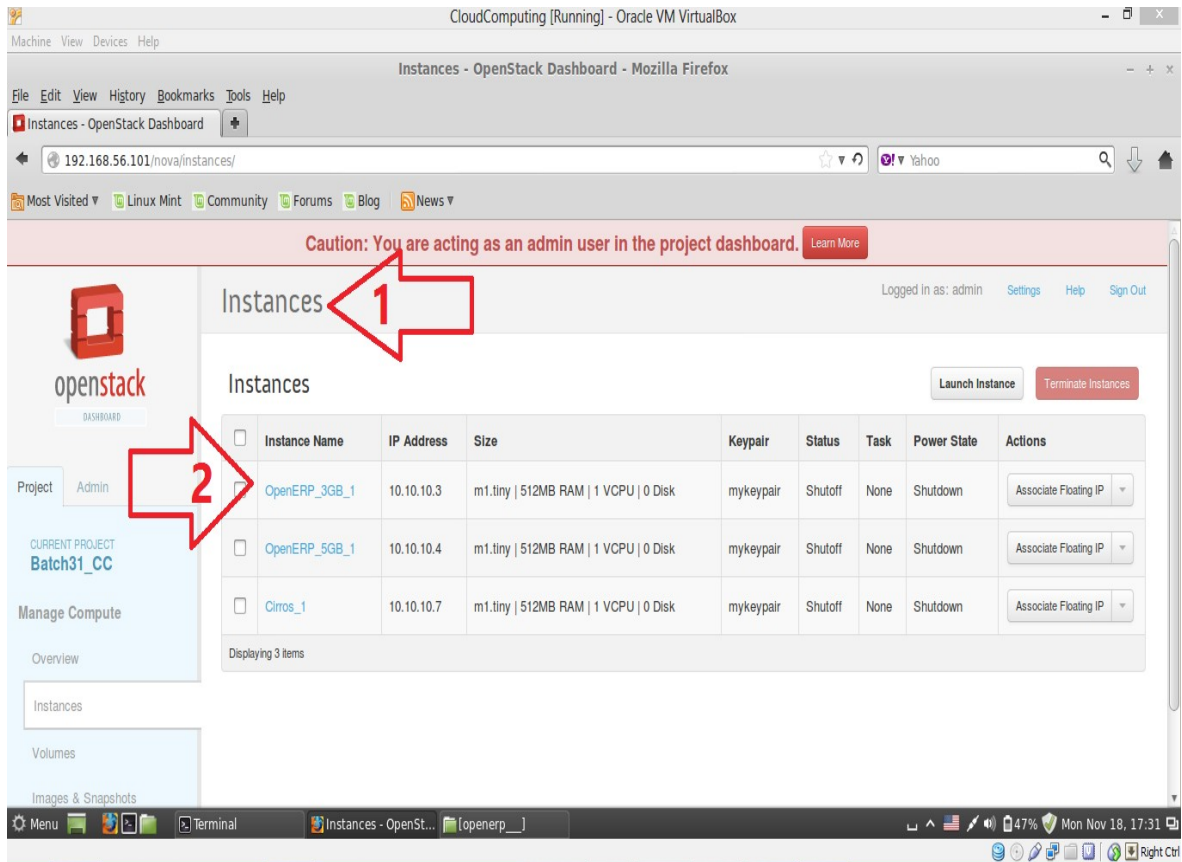 CloudComputing [Running] - Oracle VM VirtualBox
Machine View Devices Help
Instances - OpenStack Dashboard - Mozilla Firefox
File Edit View History Bookmarks Tools Help
Instances - OpenStack Dashboard
192.168.56.101/nova/instances/
Yahoo
Most Visited Linux Mint Community Forums Blog News
Caution: You are acting as an admin user in the project dashboard. Learn More
Instances 1 Logged in as: admin Settings Help Sign Out
openstack
DASHBOARD
Instances Launch Instance Terminate Instances
Instance Name IP Address Size Keypair Status Task Power State Actions
2 OpenERP_3GB_1 10.10.10.3 m1.tiny | 512MB RAM | 1 VCPU | 0 Disk mykeypair Shutoff None Shutdown Associate Floating IP
OpenERP_5GB_1 10.10.10.4 m1.tiny | 512MB RAM | 1 VCPU | 0 Disk mykeypair Shutoff None Shutdown Associate Floating IP
Cirros_1 10.10.10.7 m1.tiny | 512MB RAM | 1 VCPU | 0 Disk mykeypair Shutoff None Shutdown Associate Floating IP
Displaying 3 items
Project Admin
CURRENT PROJECT
Batch31_CC
Manage Compute
Overview
Instances
Volumes
Images & Snapshots
Menu Terminal Instances - OpenSt... [openerp__] 47% Mon Nov 18, 17:31
Right Ctrl